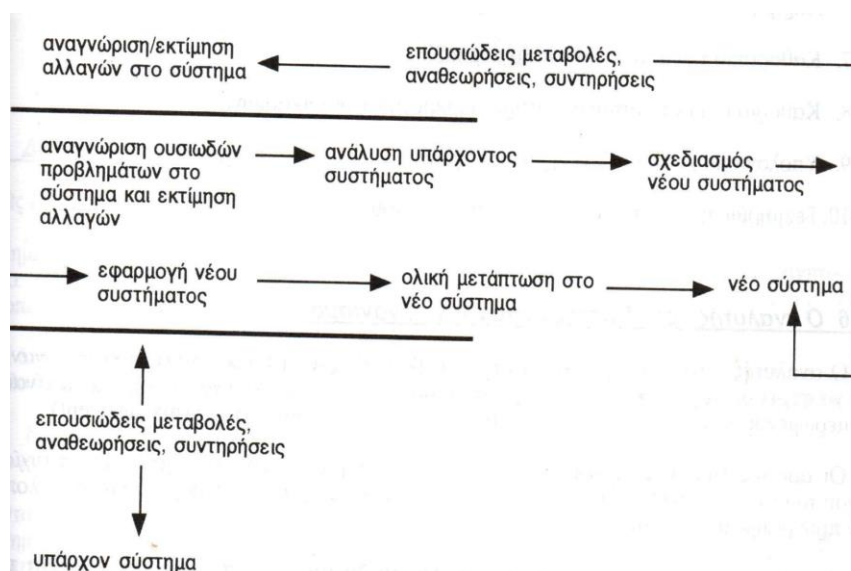 αναγνώριση/εκτίμηση
αλλαγών στο σύστημα
επουσιώδεις μεταβολές,
αναθεωρήσεις, συντηρήσεις
αναγνώριση ουσιωδών
προβλημάτων στο
σύστημα και εκτίμηση
αλλαγών
ανάλυση υπάρχοντος
συστήματος
σχεδιασμός
νέου συστήματος
εφαρμογή νέου
συστήματος
ολική μετάπτωση στο
νέο σύστημα
νέο σύστημα
επουσιώδεις μεταβολές,
αναθεωρήσεις, συντηρήσεις
υπάρχον σύστημα